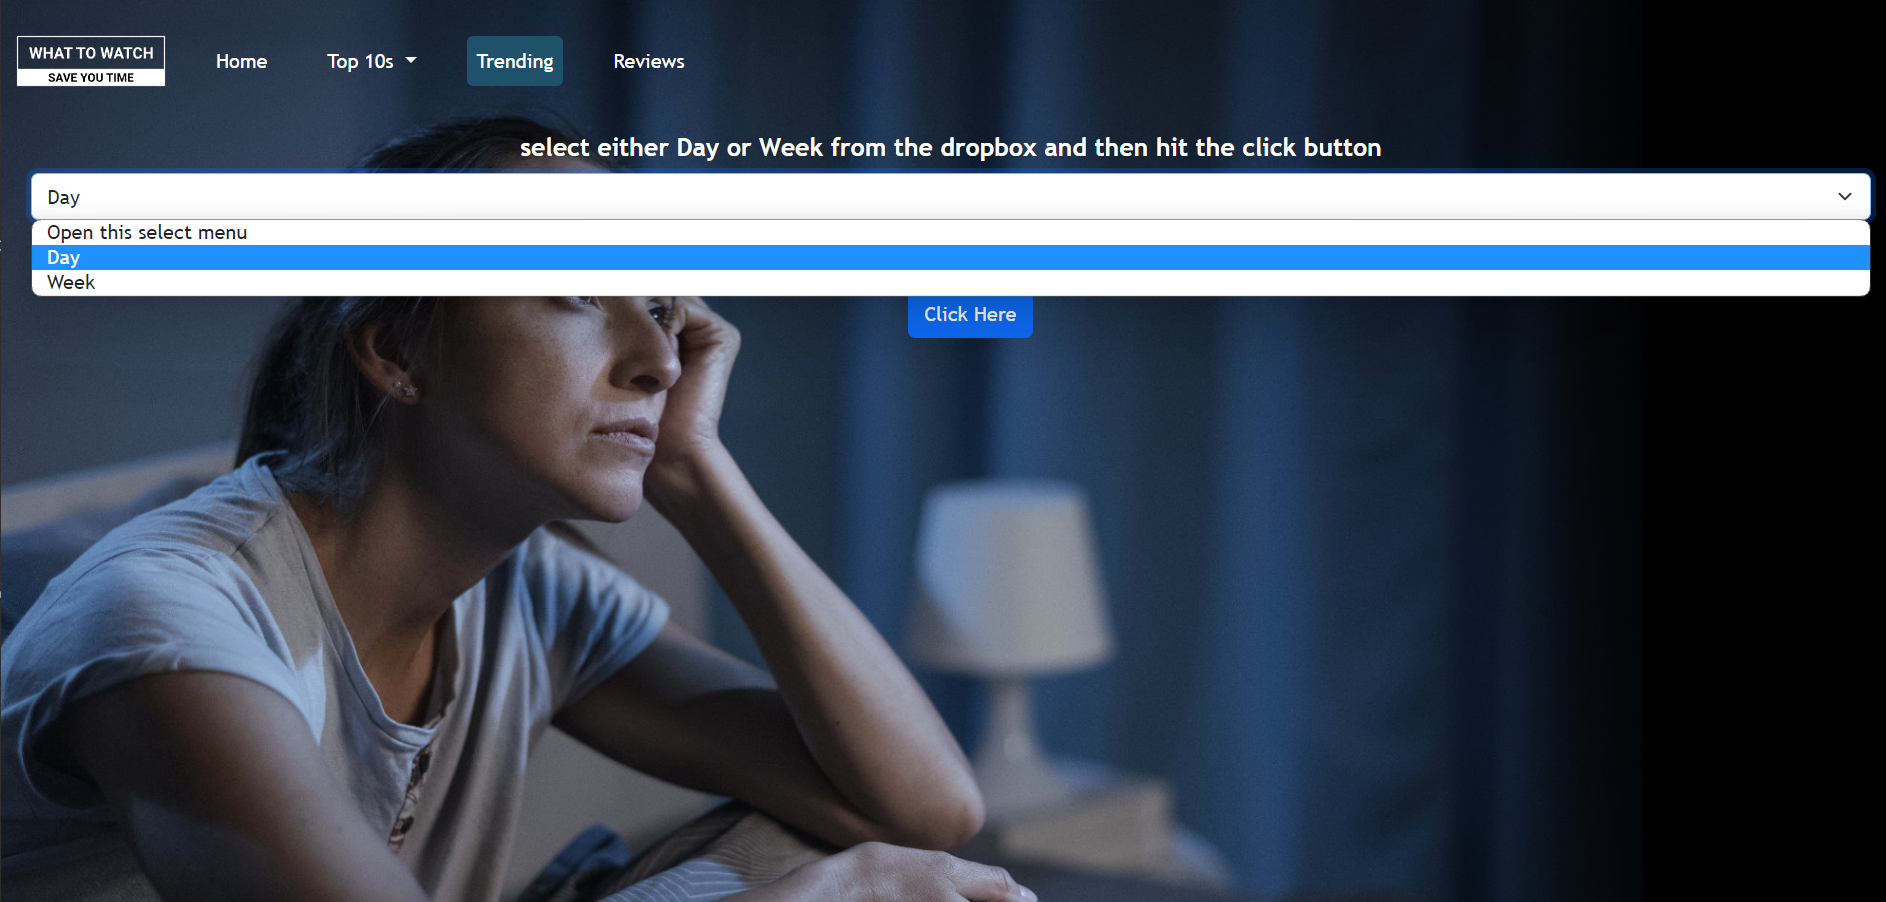 WHAT TO WATCH
SAVE YOU TIME
Home
Top 10s
Trending
Reviews
select either Day or Week from the dropbox and then hit the click button
Day
Open this select menu
Day
Week
Click Here